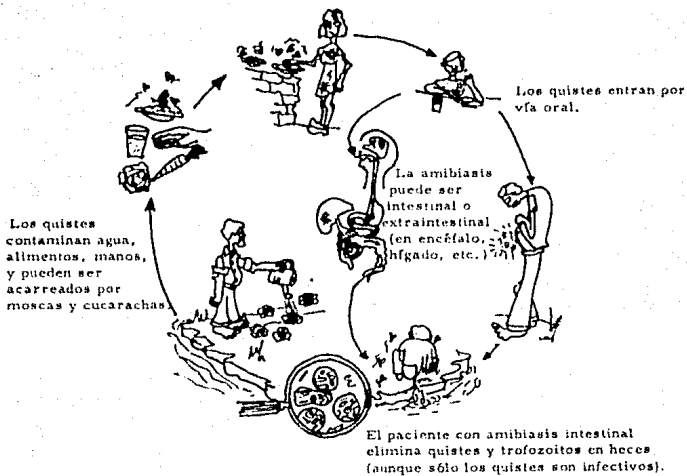 Los quistes entran por
vía oral.
La amibiasis
puede ser
intestinal o
extraintestinal
(en encéfalo,
hígado, etc.)
Los quistes
contaminan agua,
alimentos, manos,
y pueden ser
acarreados por
moscas y cucarachas.
El paciente con amibiasis intestinal
elimina quistes y trofozoitos en heces
(aunque sólo los quistes son infectivos).